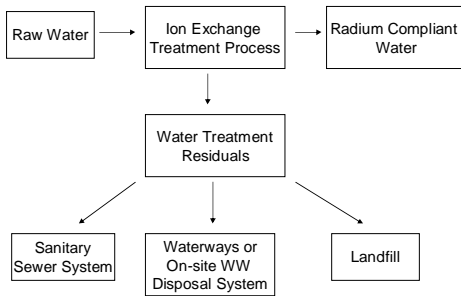 Raw Water
Ion Exchange
Treatment Process
Radium Compliant
Water
Water Treatment
Residuals
Sanitary
Sewer System
Waterways or
On-site WW
Disposal System
Landfill